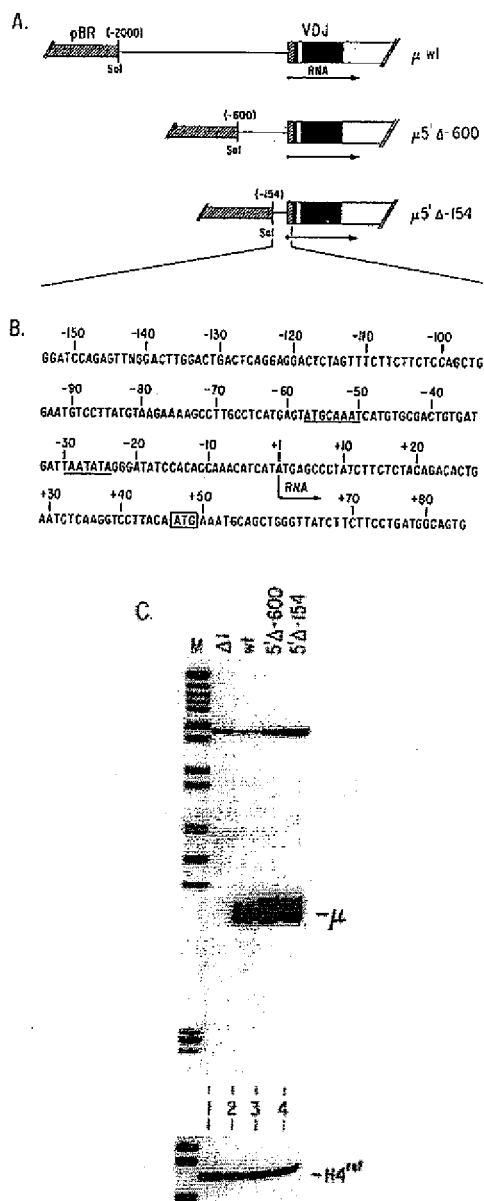 A.
pBR (-2000) VDJ
Sal RNA μ wt
(-600)
Sal μ5'Δ-600
(-154)
Sal μ5'Δ-154
B.
-150 -140 -130 -120 -110 -100
GGATCCAGAGTTNGGACTTGGACTGACTCAGGAGGACTCTAGTTTCTTCTTCTCCAGCTG
-90 -80 -70 -60 -50 -40
GAATGTCCTTATGTAAGAAAAGCCTTGCCTCATGAGTATGCAAATCATGTGCGACTGTGAT
-30 -20 -10 +1 +10 +20
GATTAATATAGGGATATCCACACCAAACATCATATGAGCCCTATCTTCTCTACAGACACTG
RNA
+30 +40 +50 +70 +80
AATCTCAAGGTCCTTACAATGAAATGCAGCTGGGTTATCTTCTTCCTGATGGCAGTG
C.
M Δ1 wt 5'Δ-600 5'Δ-154
-μ
1 2 3 4
-H4ref